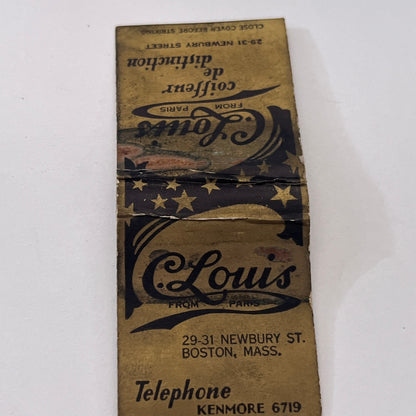 CLOSE COVER BEFORE STRIKING
29-31 NEWBURY STREET
coiffeur
de
distinction
C. Louis
FROM PARIS
C. Louis
FROM PARIS
29-31 NEWBURY ST.
BOSTON, MASS.
Telephone
KENMORE 6719